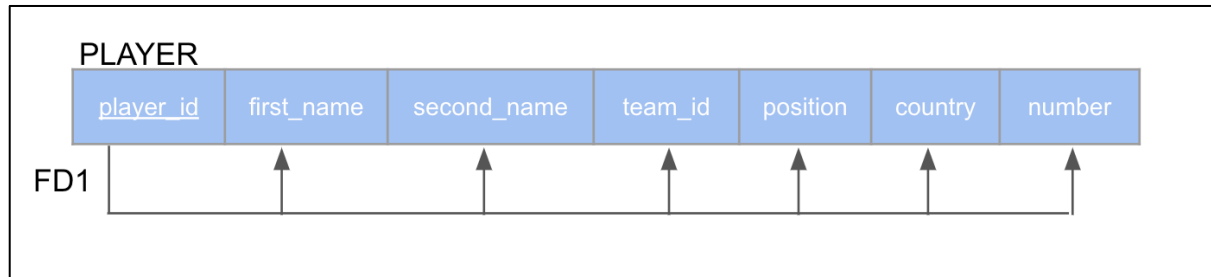 PLAYER
player_id first_name second_name team_id position country number
FD1